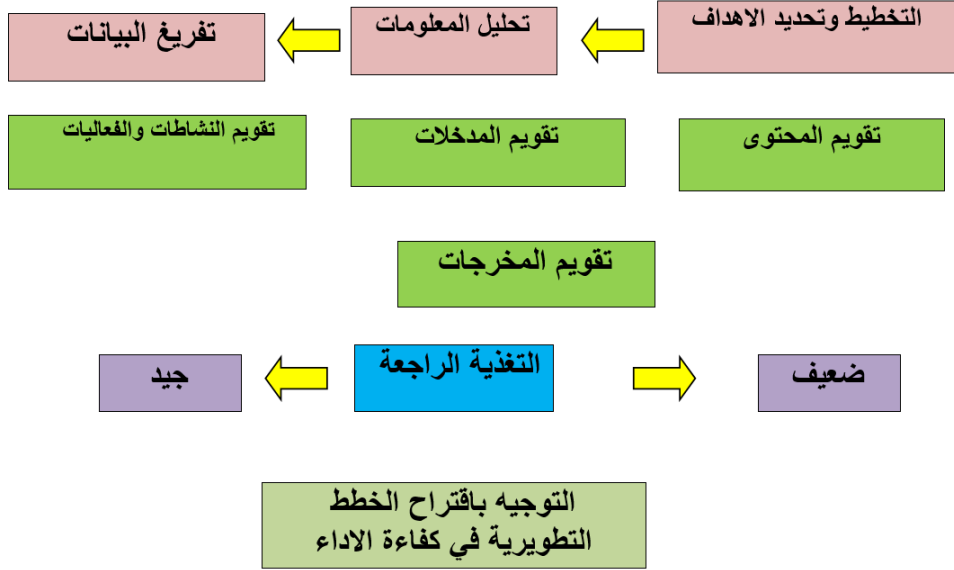 التخطيط وتحديد الاهداف
تحليل المعلومات
تفريغ البيانات
تقويم المحتوى
تقويم المدخلات
تقويم النشاطات والفعاليات
تقويم المخرجات
ضعيف
التغذية الراجعة
جيد
التوجيه باقتراح الخطط
التطويرية في كفاءة الاداء